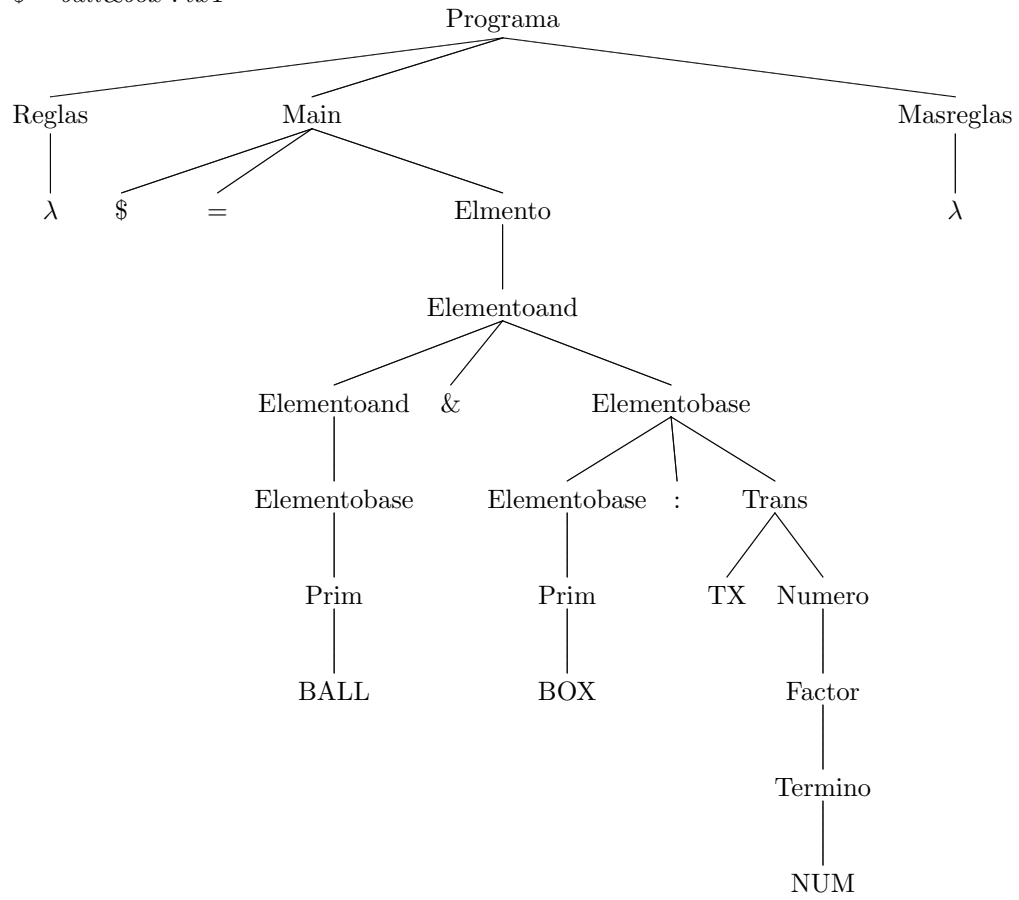 Programa
Reglas Main Masreglas
λ $ = Elmento λ
Elementoand
Elementoand & Elementobase
Elementobase Elementobase : Trans
Prim Prim TX Numero
BALL BOX Factor
Termino
NUM